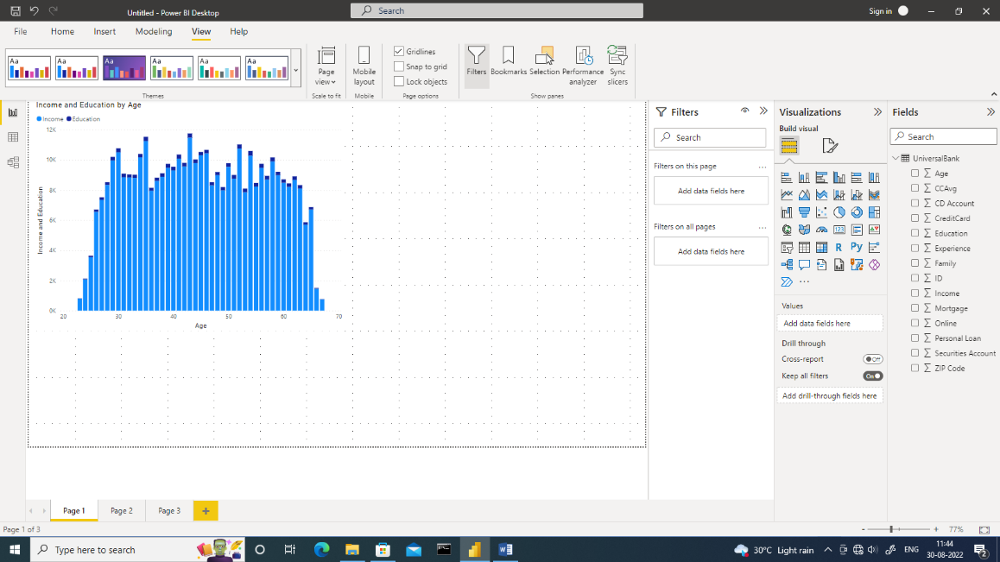 Untitled - Power BI Desktop
Search
Sign in
File Home Insert Modeling View Help
Aa Aa Aa Aa Aa Aa
Page view
Mobile layout
Gridlines
Snap to grid
Lock objects
Filters
Bookmarks
Selection
Performance analyzer
Sync slicers
Themes
Scale to fit
Mobile
Page options
Show panes
Income and Education by Age
Income Education
12K
10K
8K
6K
4K
2K
0K
Income and Education
20 30 40 50 60 70
Age
Filters
Search
Filters on this page
Add data fields here
Filters on all pages
Add data fields here
Visualizations
Build visual
123
R
Py
Values
Add data fields here
Drill through
Cross-report
Off
Keep all filters
On
Add drill-through fields here
Fields
Search
UniversalBank
Age
CCAvg
CD Account
CreditCard
Education
Experience
Family
ID
Income
Mortgage
Online
Personal Loan
Securities Account
ZIP Code
Page 1 Page 2 Page 3 +
Page 1 of 3
- + 77%
Type here to search
W
30°C Light rain
ENG
11:44
30-08-2022
2